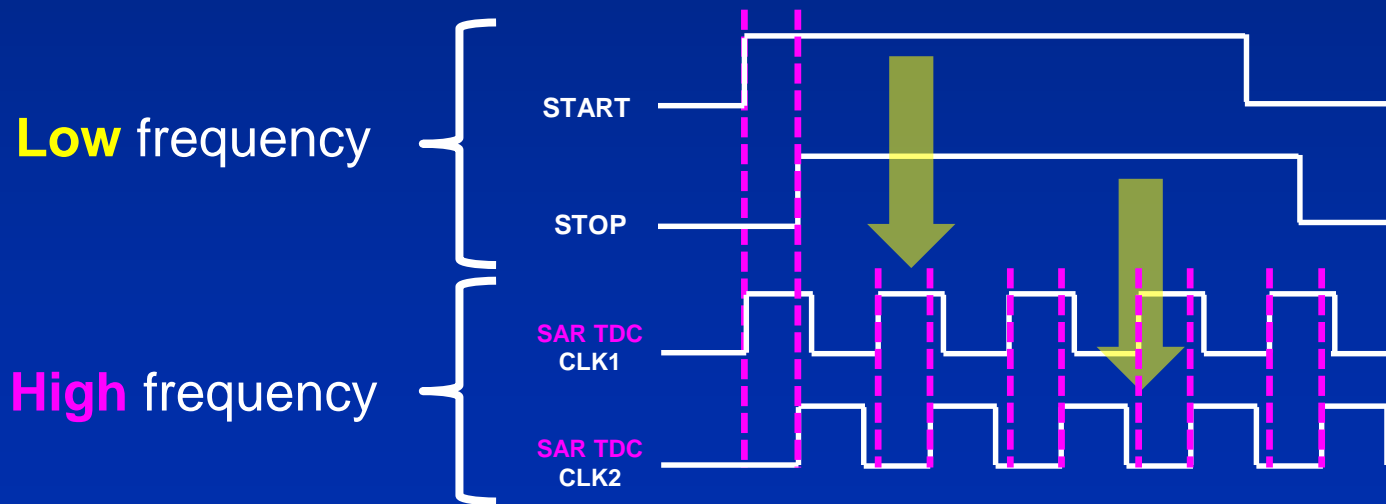 START
Low frequency
STOP
SAR TDC
CLK1
High frequency
SAR TDC
CLK2